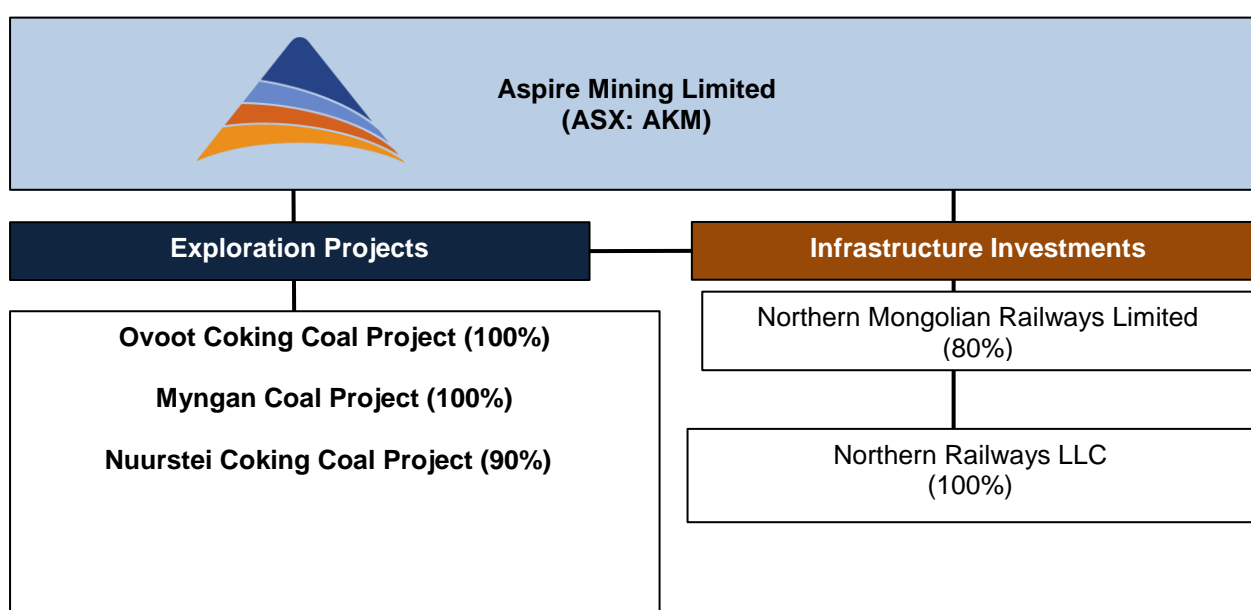 Aspire Mining Limited
(ASX: AKM)
Exploration Projects
Infrastructure Investments
Ovoot Coking Coal Project (100%)
Myngan Coal Project (100%)
Nuurstei Coking Coal Project (90%)
Northern Mongolian Railways Limited
(80%)
Northern Railways LLC
(100%)